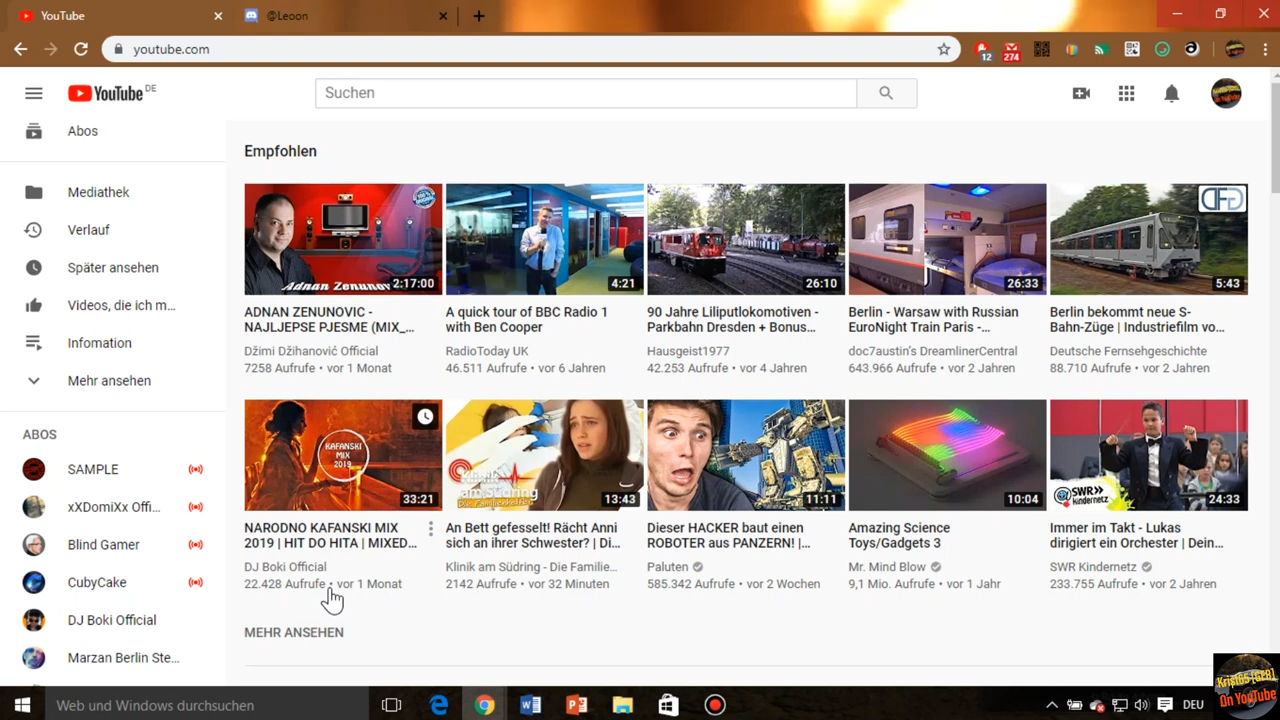 YouTube
@Leoon
youtube.com
12
274
YouTube DE
Suchen
Abos
Mediathek
Verlauf
Später ansehen
Videos, die ich m...
Infomation
Mehr ansehen
ABOS
SAMPLE
xXDomiXx Offi...
Blind Gamer
CubyCake
DJ Boki Official
Marzan Berlin Ste...
Empfohlen
Adnan Zenunov
2:17:00
ADNAN ZENUNOVIC -
NAJLJEPSE PJESME (MIX_...
Džimi Džihanović Official
7258 Aufrufe • vor 1 Monat
4:21
A quick tour of BBC Radio 1
with Ben Cooper
RadioToday UK
46.511 Aufrufe • vor 6 Jahren
26:10
90 Jahre Liliputlokomotiven -
Parkbahn Dresden + Bonus...
Hausgeist1977
42.253 Aufrufe • vor 4 Jahren
26:33
Berlin - Warsaw with Russian
EuroNight Train Paris -...
doc7austin's DreamlinerCentral
643.966 Aufrufe • vor 2 Jahren
5:43
Berlin bekommt neue S-
Bahn-Züge | Industriefilm vo...
Deutsche Fernsehgeschichte
88.710 Aufrufe • vor 2 Jahren
KAFANSKI
MIX
2019
33:21
NARODNO KAFANSKI MIX
2019 | HIT DO HITA | MIXED...
DJ Boki Official
22.428 Aufrufe • vor 1 Monat
Klinik
am Südring
13:43
An Bett gefesselt! Rächt Anni
sich an ihrer Schwester? | Di...
Klinik am Südring - Die Familie...
2142 Aufrufe • vor 32 Minuten
11:11
Dieser HACKER baut einen
ROBOTER aus PANZERN! |...
Paluten
585.342 Aufrufe • vor 2 Wochen
10:04
Amazing Science
Toys/Gadgets 3
Mr. Mind Blow
9,1 Mio. Aufrufe • vor 1 Jahr
SWR
Kindernetz
24:33
Immer im Takt - Lukas
dirigiert ein Orchester | Dein...
SWR Kindernetz
233.755 Aufrufe • vor 2 Jahren
MEHR ANSEHEN
Web und Windows durchsuchen
DEU
On YouTube